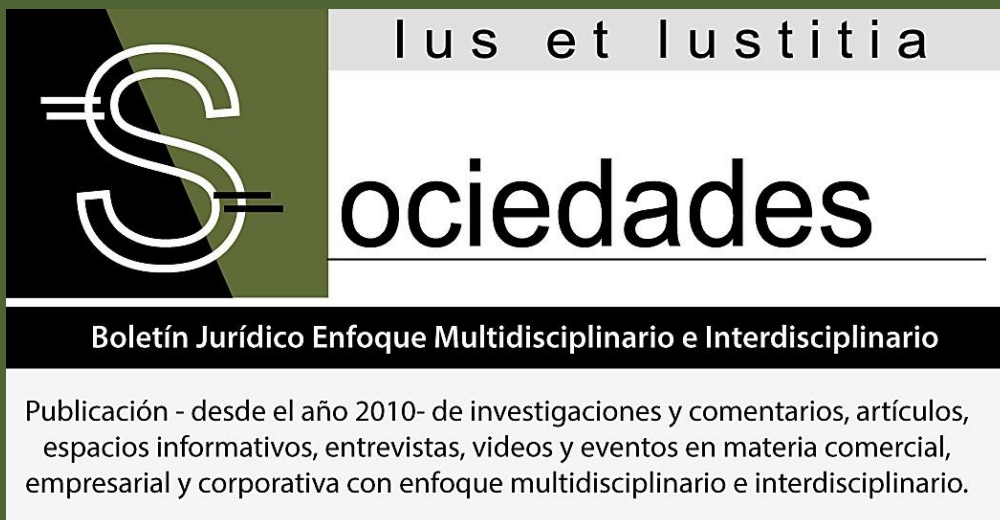 Ius et Iustitia
Sociedades
Boletín Jurídico Enfoque Multidisciplinario e Interdisciplinario
Publicación - desde el año 2010- de investigaciones y comentarios, artículos,
espacios informativos, entrevistas, videos y eventos en materia comercial,
empresarial y corporativa con enfoque multidisciplinario e interdisciplinario.